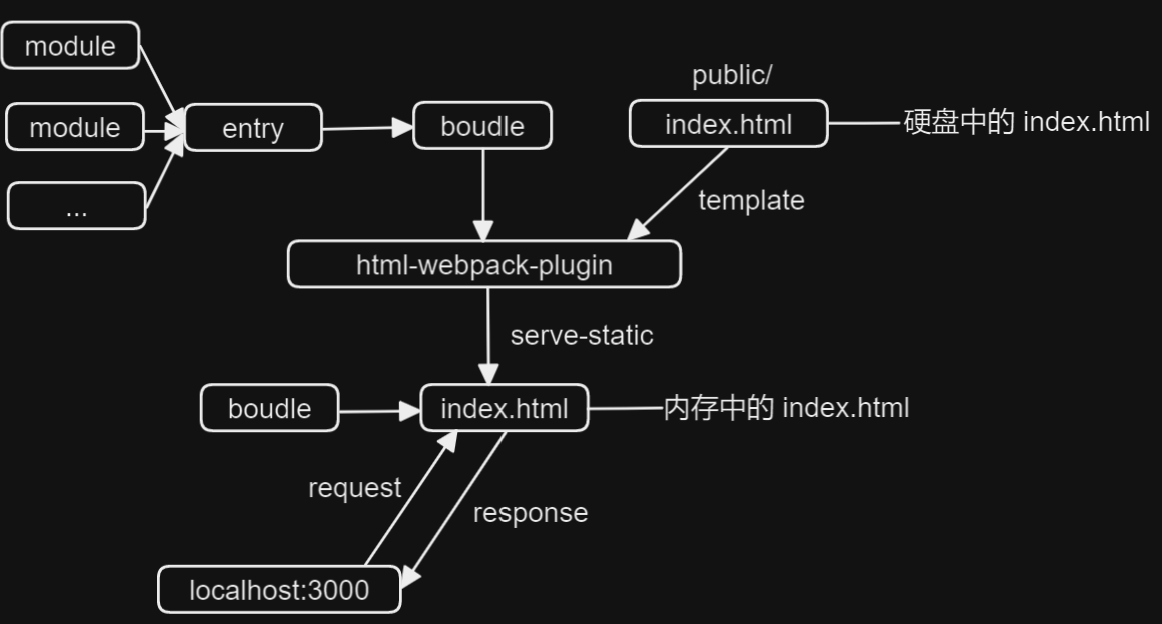 module
public/
module
entry
boudle
index.html
硬盘中的 index.html
...
template
html-webpack-plugin
serve-static
boudle
index.html
内存中的 index.html
request
response
localhost:3000